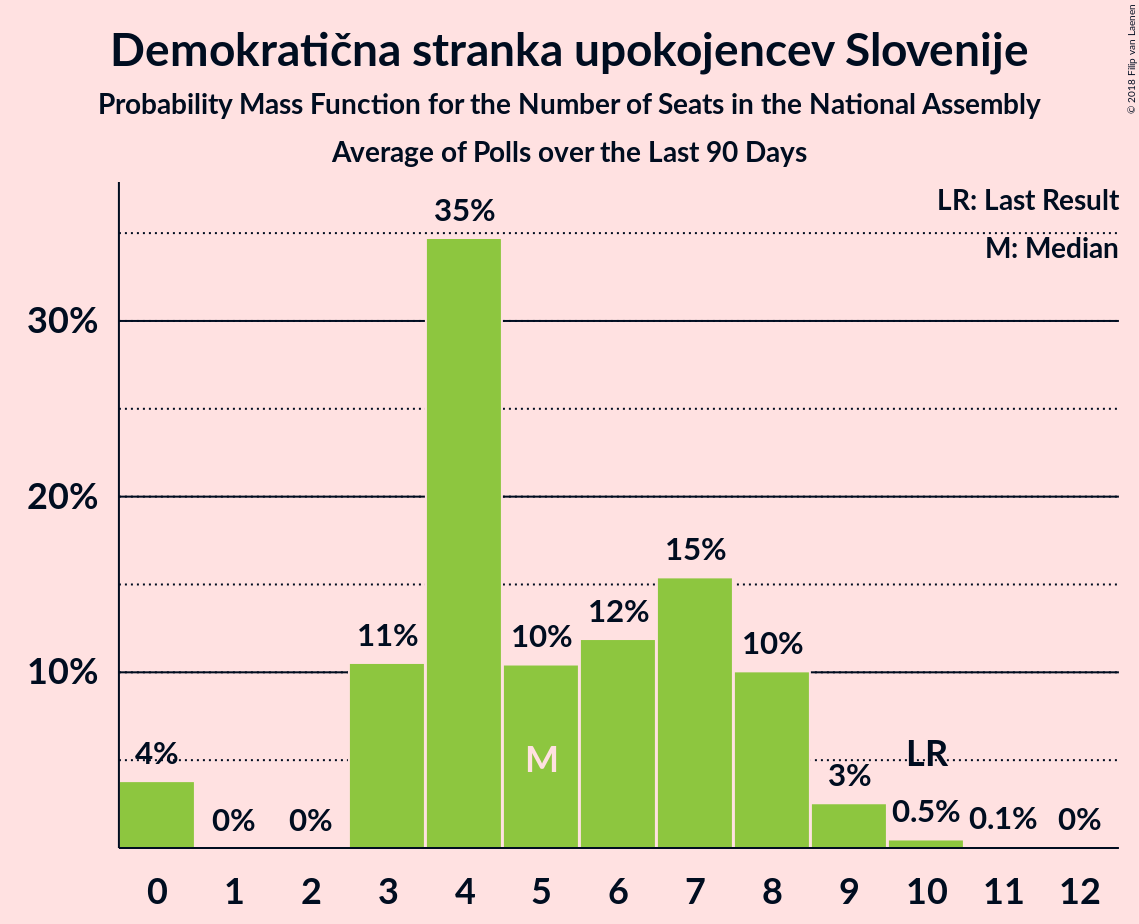 Demokratična stranka upokojencev Slovenije
Probability Mass Function for the Number of Seats in the National Assembly
Average of Polls over the Last 90 Days
© 2018 Filip van Laenen
LR: Last Result
M: Median
35%
30%
20%
15%
12%
11%
10%
10%
10%
4%
M
LR
3%
0%
0%
0.5%
0.1%
0%
0 1 2 3 4 5 6 7 8 9 10 11 12